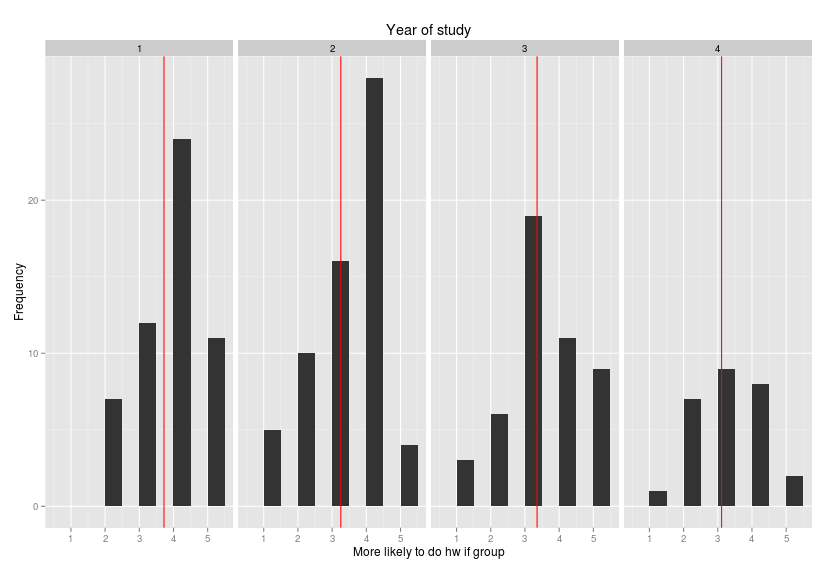 Year of study
1 2 3 4
20
10
0
Frequency
1 2 3 4 5 1 2 3 4 5 1 2 3 4 5 1 2 3 4 5
More likely to do hw if group